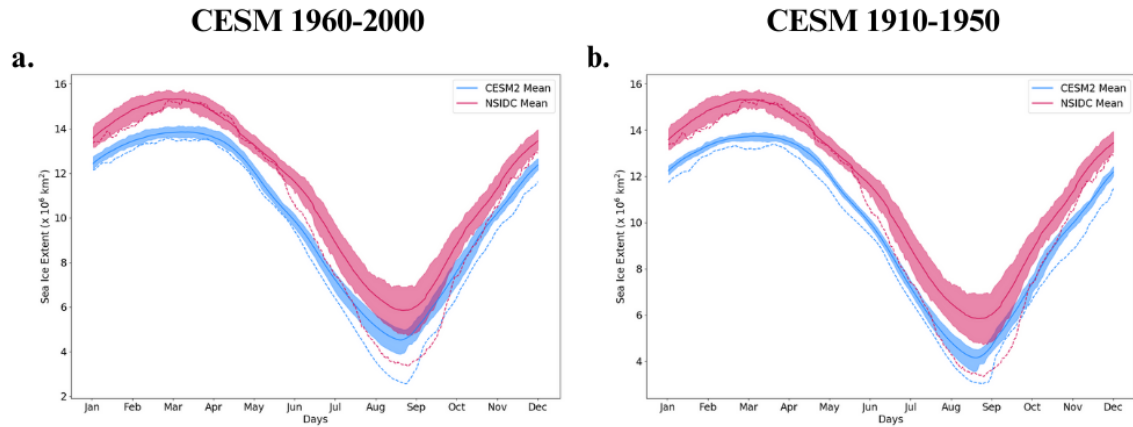 CESM 1960-2000
a.
Sea Ice Extent (x 10⁶ km²)
16
14
12
10
8
6
4
2
CESM2 Mean
NSIDC Mean
Jan Feb Mar Apr May Jun Jul Aug Sep Oct Nov Dec
Days
CESM 1910-1950
b.
Sea Ice Extent (x 10⁶ km²)
16
14
12
10
8
6
4
CESM2 Mean
NSIDC Mean
Jan Feb Mar Apr May Jun Jul Aug Sep Oct Nov Dec
Days